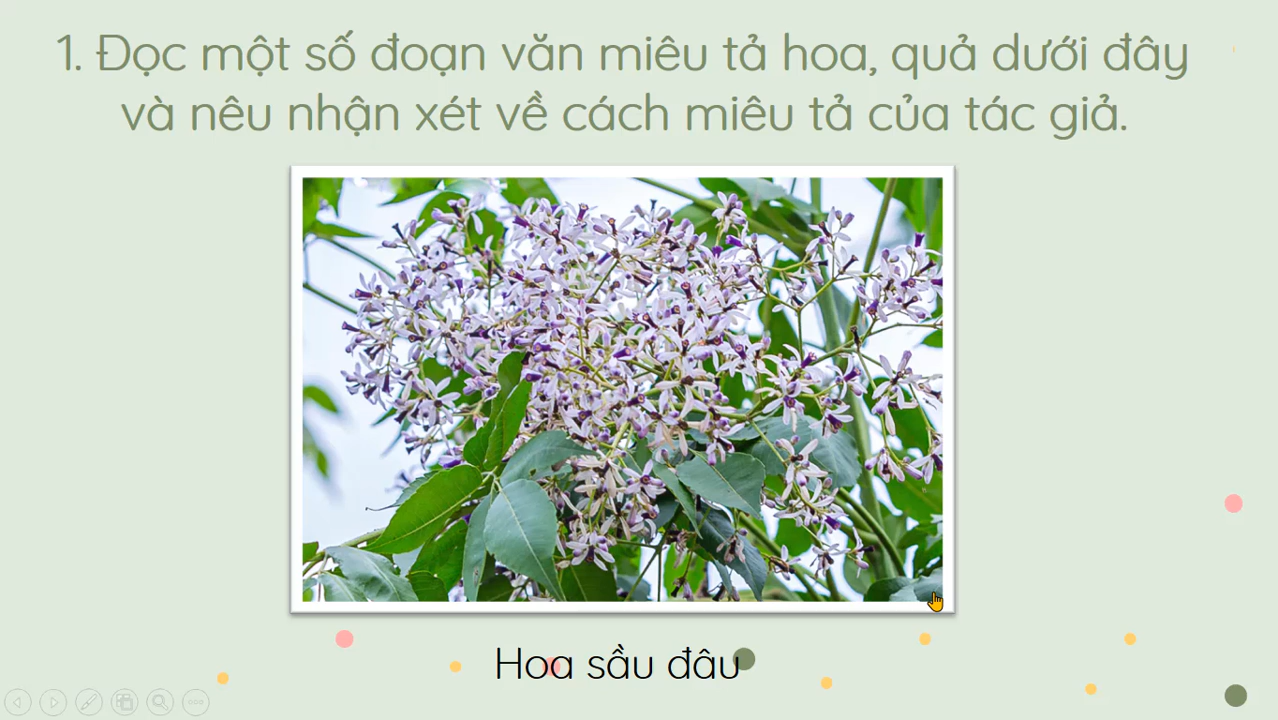 1. Đọc một số đoạn văn miêu tả hoa, quả dưới đây
và nêu nhận xét về cách miêu tả của tác giả.
Hoa sầu đâu